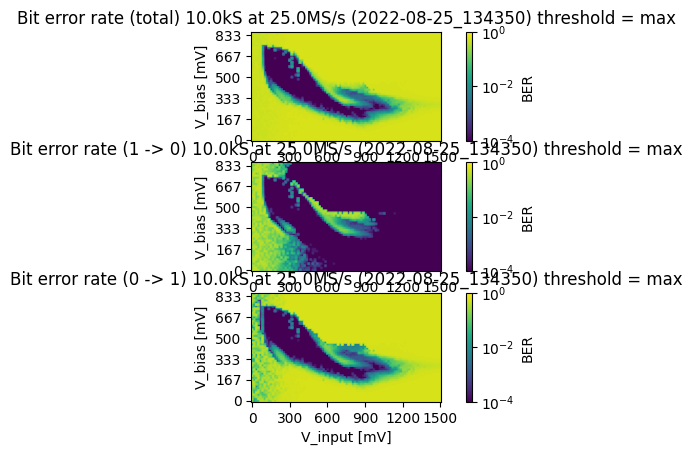 Bit error rate (total) 10.0kS at 25.0MS/s (2022-08-25_134350) threshold = max
833
667
500
333
167
0
V_bias [mV]
0 300 600 900 1200 1500
10^0
10^-2
10^-4
BER
Bit error rate (1 -> 0) 10.0kS at 25.0MS/s (2022-08-25_134350) threshold = max
833
667
500
333
167
0
V_bias [mV]
0 300 600 900 1200 1500
10^0
10^-2
10^-4
BER
Bit error rate (0 -> 1) 10.0kS at 25.0MS/s (2022-08-25_134350) threshold = max
833
667
500
333
167
0
V_bias [mV]
0 300 600 900 1200 1500
V_input [mV]
10^0
10^-2
10^-4
BER